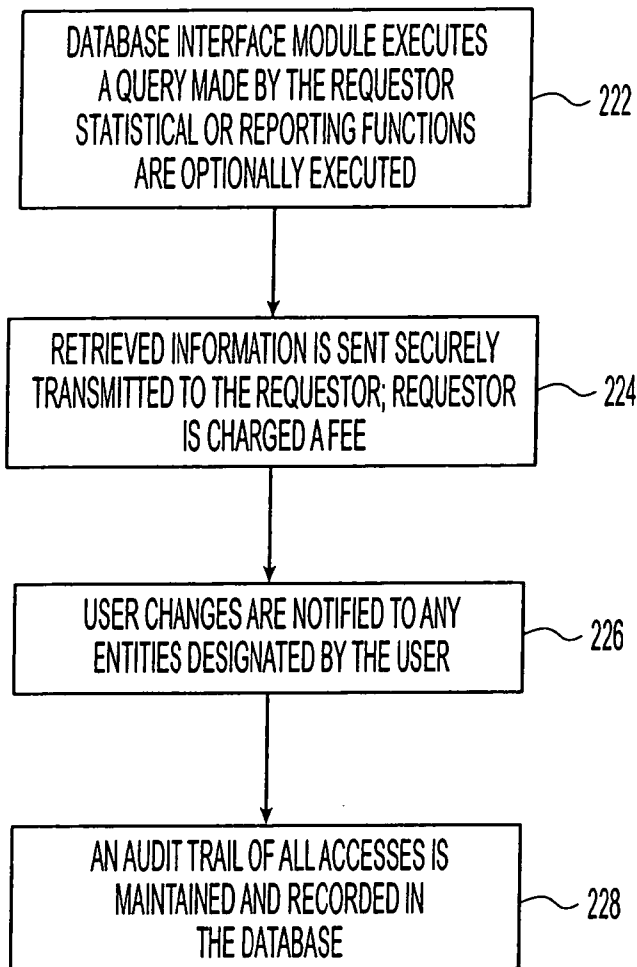 DATABASE INTERFACE MODULE EXECUTES
A QUERY MADE BY THE REQUESTOR
STATISTICAL OR REPORTING FUNCTIONS
ARE OPTIONALLY EXECUTED
222
RETRIEVED INFORMATION IS SENT SECURELY
TRANSMITTED TO THE REQUESTOR; REQUESTOR
IS CHARGED A FEE
224
USER CHANGES ARE NOTIFIED TO ANY
ENTITIES DESIGNATED BY THE USER
226
AN AUDIT TRAIL OF ALL ACCESSES IS
MAINTAINED AND RECORDED IN
THE DATABASE
228